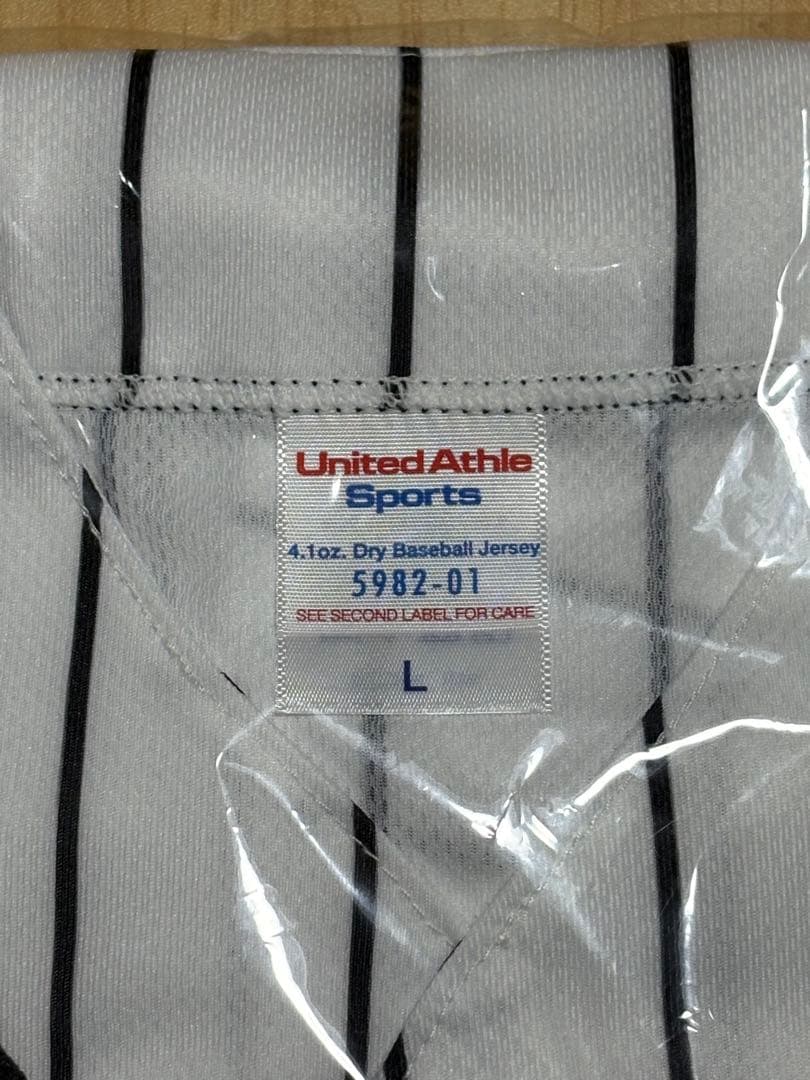 United Athle
Sports
4.1oz. Dry Baseball Jersey
5982-01
SEE SECOND LABEL FOR CARE
L